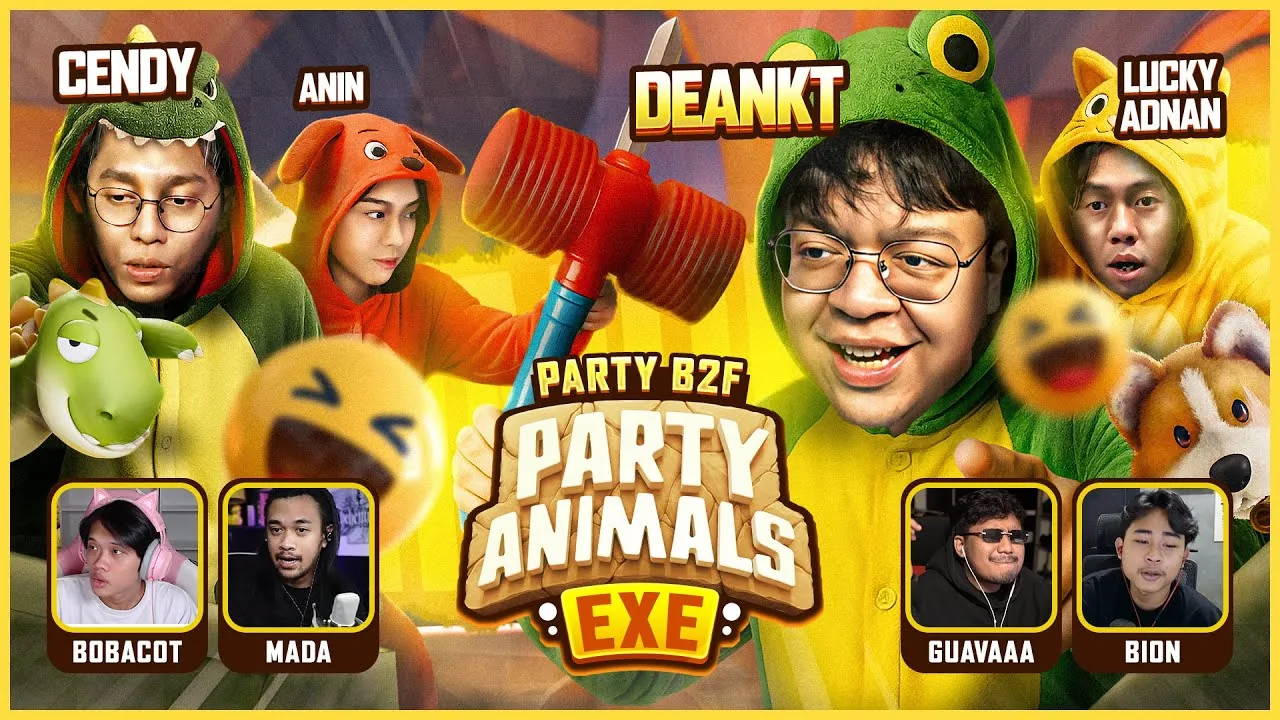 CENDY
ANIN
DEANKT
LUCKY
ADNAN
PARTY B2F
PARTY
ANIMALS
EXE
BOBACOT
MADA
GUAVAAA
BION